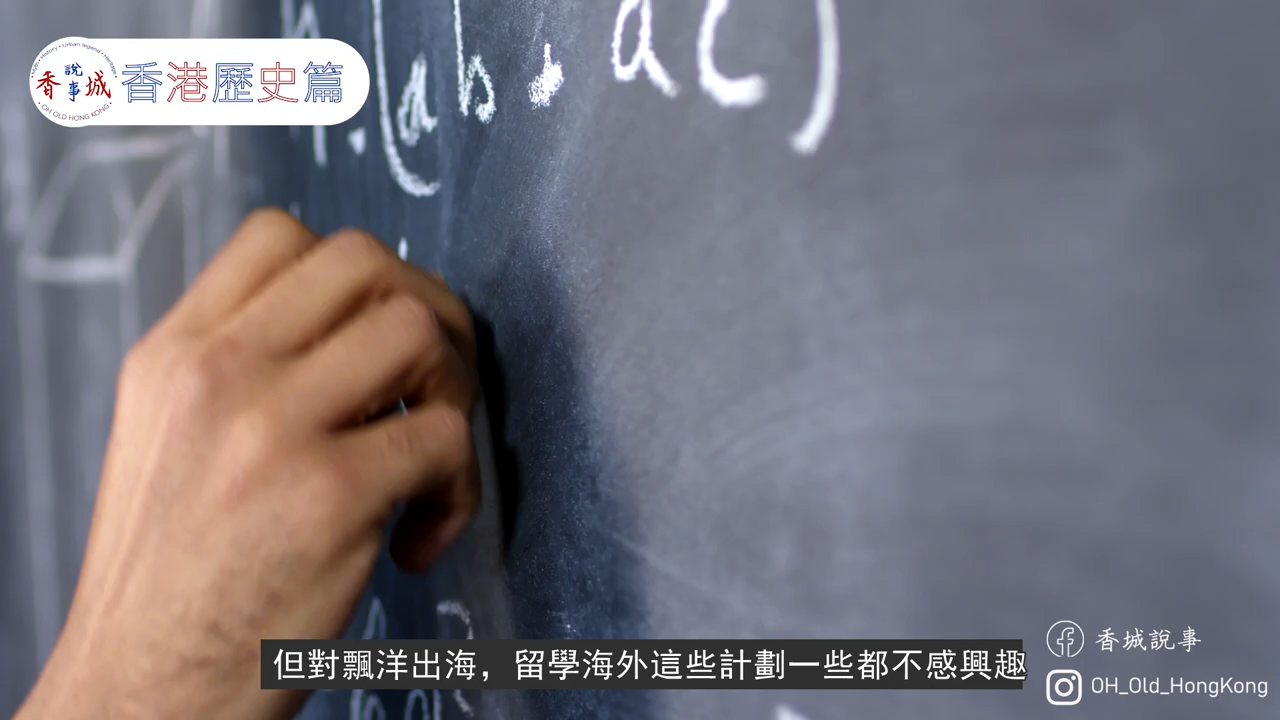 香城說事
OH OLD HONG KONG
香港歷史篇
(ab . ac)
但對飄洋出海，留學海外這些計劃一些都不感興趣
香城說事
OH_Old_HongKong